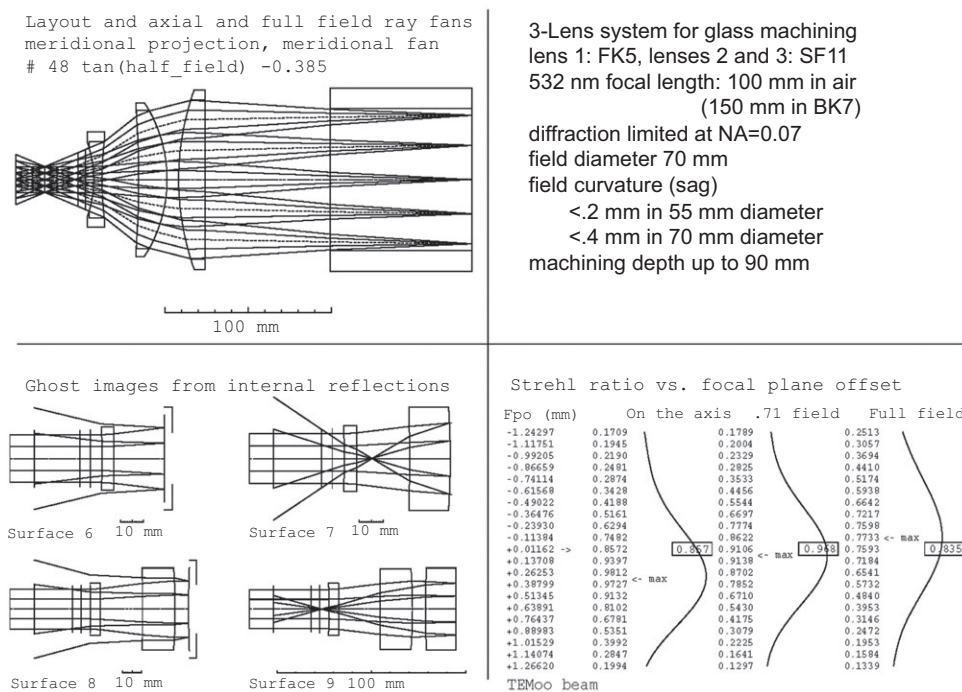 Layout and axial and full field ray fans
meridional projection, meridional fan
# 48 tan(half_field) -0.385
100 mm
3-Lens system for glass machining
lens 1: FK5, lenses 2 and 3: SF11
532 nm focal length: 100 mm in air
(150 mm in BK7)
diffraction limited at NA=0.07
field diameter 70 mm
field curvature (sag)
<.2 mm in 55 mm diameter
<.4 mm in 70 mm diameter
machining depth up to 90 mm
Ghost images from internal reflections
Surface 6 10 mm
Surface 7 10 mm
Surface 8 10 mm
Surface 9 100 mm
Strehl ratio vs. focal plane offset
Fpo (mm) On the axis .71 field Full field
-1.24297 0.1709 0.1789 0.2513
-1.11751 0.1945 0.2004 0.3057
-0.99205 0.2190 0.2329 0.3694
-0.86659 0.2481 0.2825 0.4410
-0.74114 0.2874 0.3533 0.5174
-0.61568 0.3428 0.4456 0.5938
-0.49022 0.4188 0.5544 0.6642
-0.36476 0.5161 0.6697 0.7217
-0.23930 0.6294 0.7774 0.7598
-0.11384 0.7482 0.8622 0.7733 <- max
+0.01162 -> 0.8572 0.857 0.9106 0.968 0.7593 0.835
+0.13708 0.9397 0.9138 <- max 0.7184
+0.26253 0.9812 <- max 0.8702 0.6541
+0.38799 0.9727 0.7852 0.5732
+0.51345 0.9132 0.6710 0.4840
+0.63891 0.8102 0.5430 0.3953
+0.76437 0.6781 0.4175 0.3146
+0.88983 0.5351 0.3079 0.2472
+1.01529 0.3992 0.2225 0.1953
+1.14074 0.2847 0.1641 0.1584
+1.26620 0.1994 0.1297 0.1339
TEMoo beam